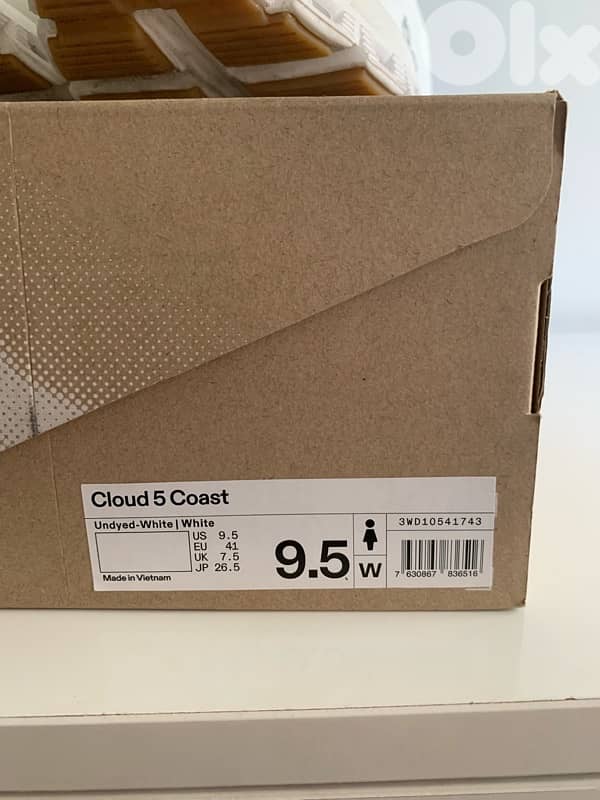 Olx
Cloud 5 Coast
Undyed-White | White
US 9.5
EU 41
UK 7.5
JP 26.5
Made in Vietnam
9.5
W
3WD10541743
7 630867 836516